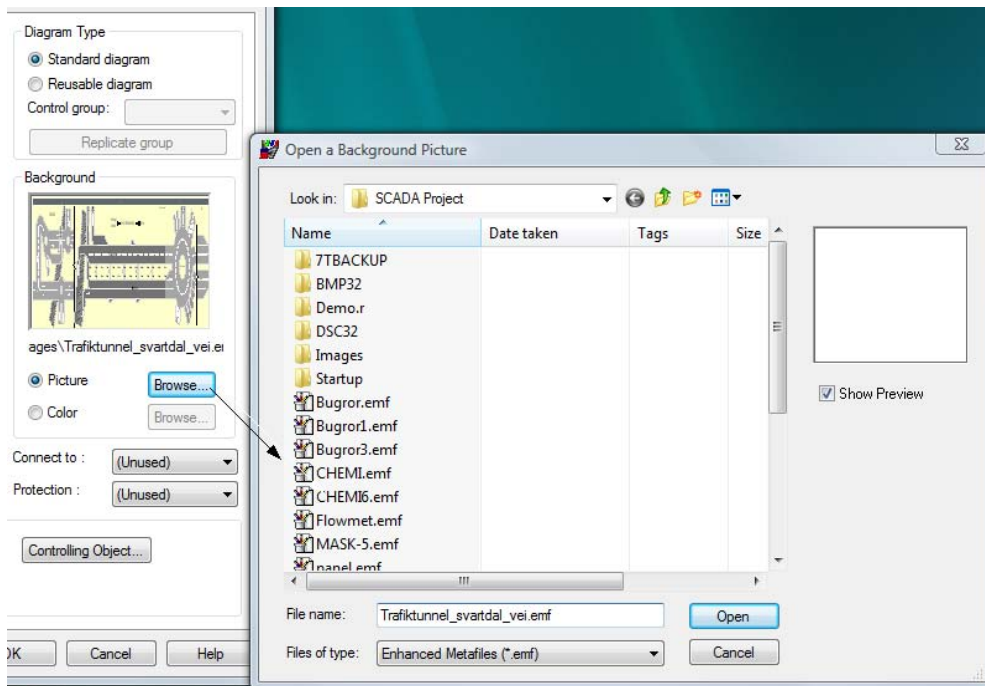 Diagram Type
Standard diagram
Reusable diagram
Control group:
Replicate group
Background
ages\Trafiktunnel_svartdal_vei.e
Picture
Browse...
Color
Browse...
Connect to :
(Unused)
Protection :
(Unused)
Controlling Object...
OK
Cancel
Help
Open a Background Picture
Look in:
SCADA Project
Name
Date taken
Tags
Size
7TBACKUP
BMP32
Demo.r
DSC32
Images
Startup
Bugror.emf
Bugror1.emf
Bugror3.emf
CHEMI.emf
CHEMI6.emf
Flowmet.emf
MASK-5.emf
panel.emf
Show Preview
File name:
Trafiktunnel_svartdal_vei.emf
Open
Files of type:
Enhanced Metafiles (*.emf)
Cancel